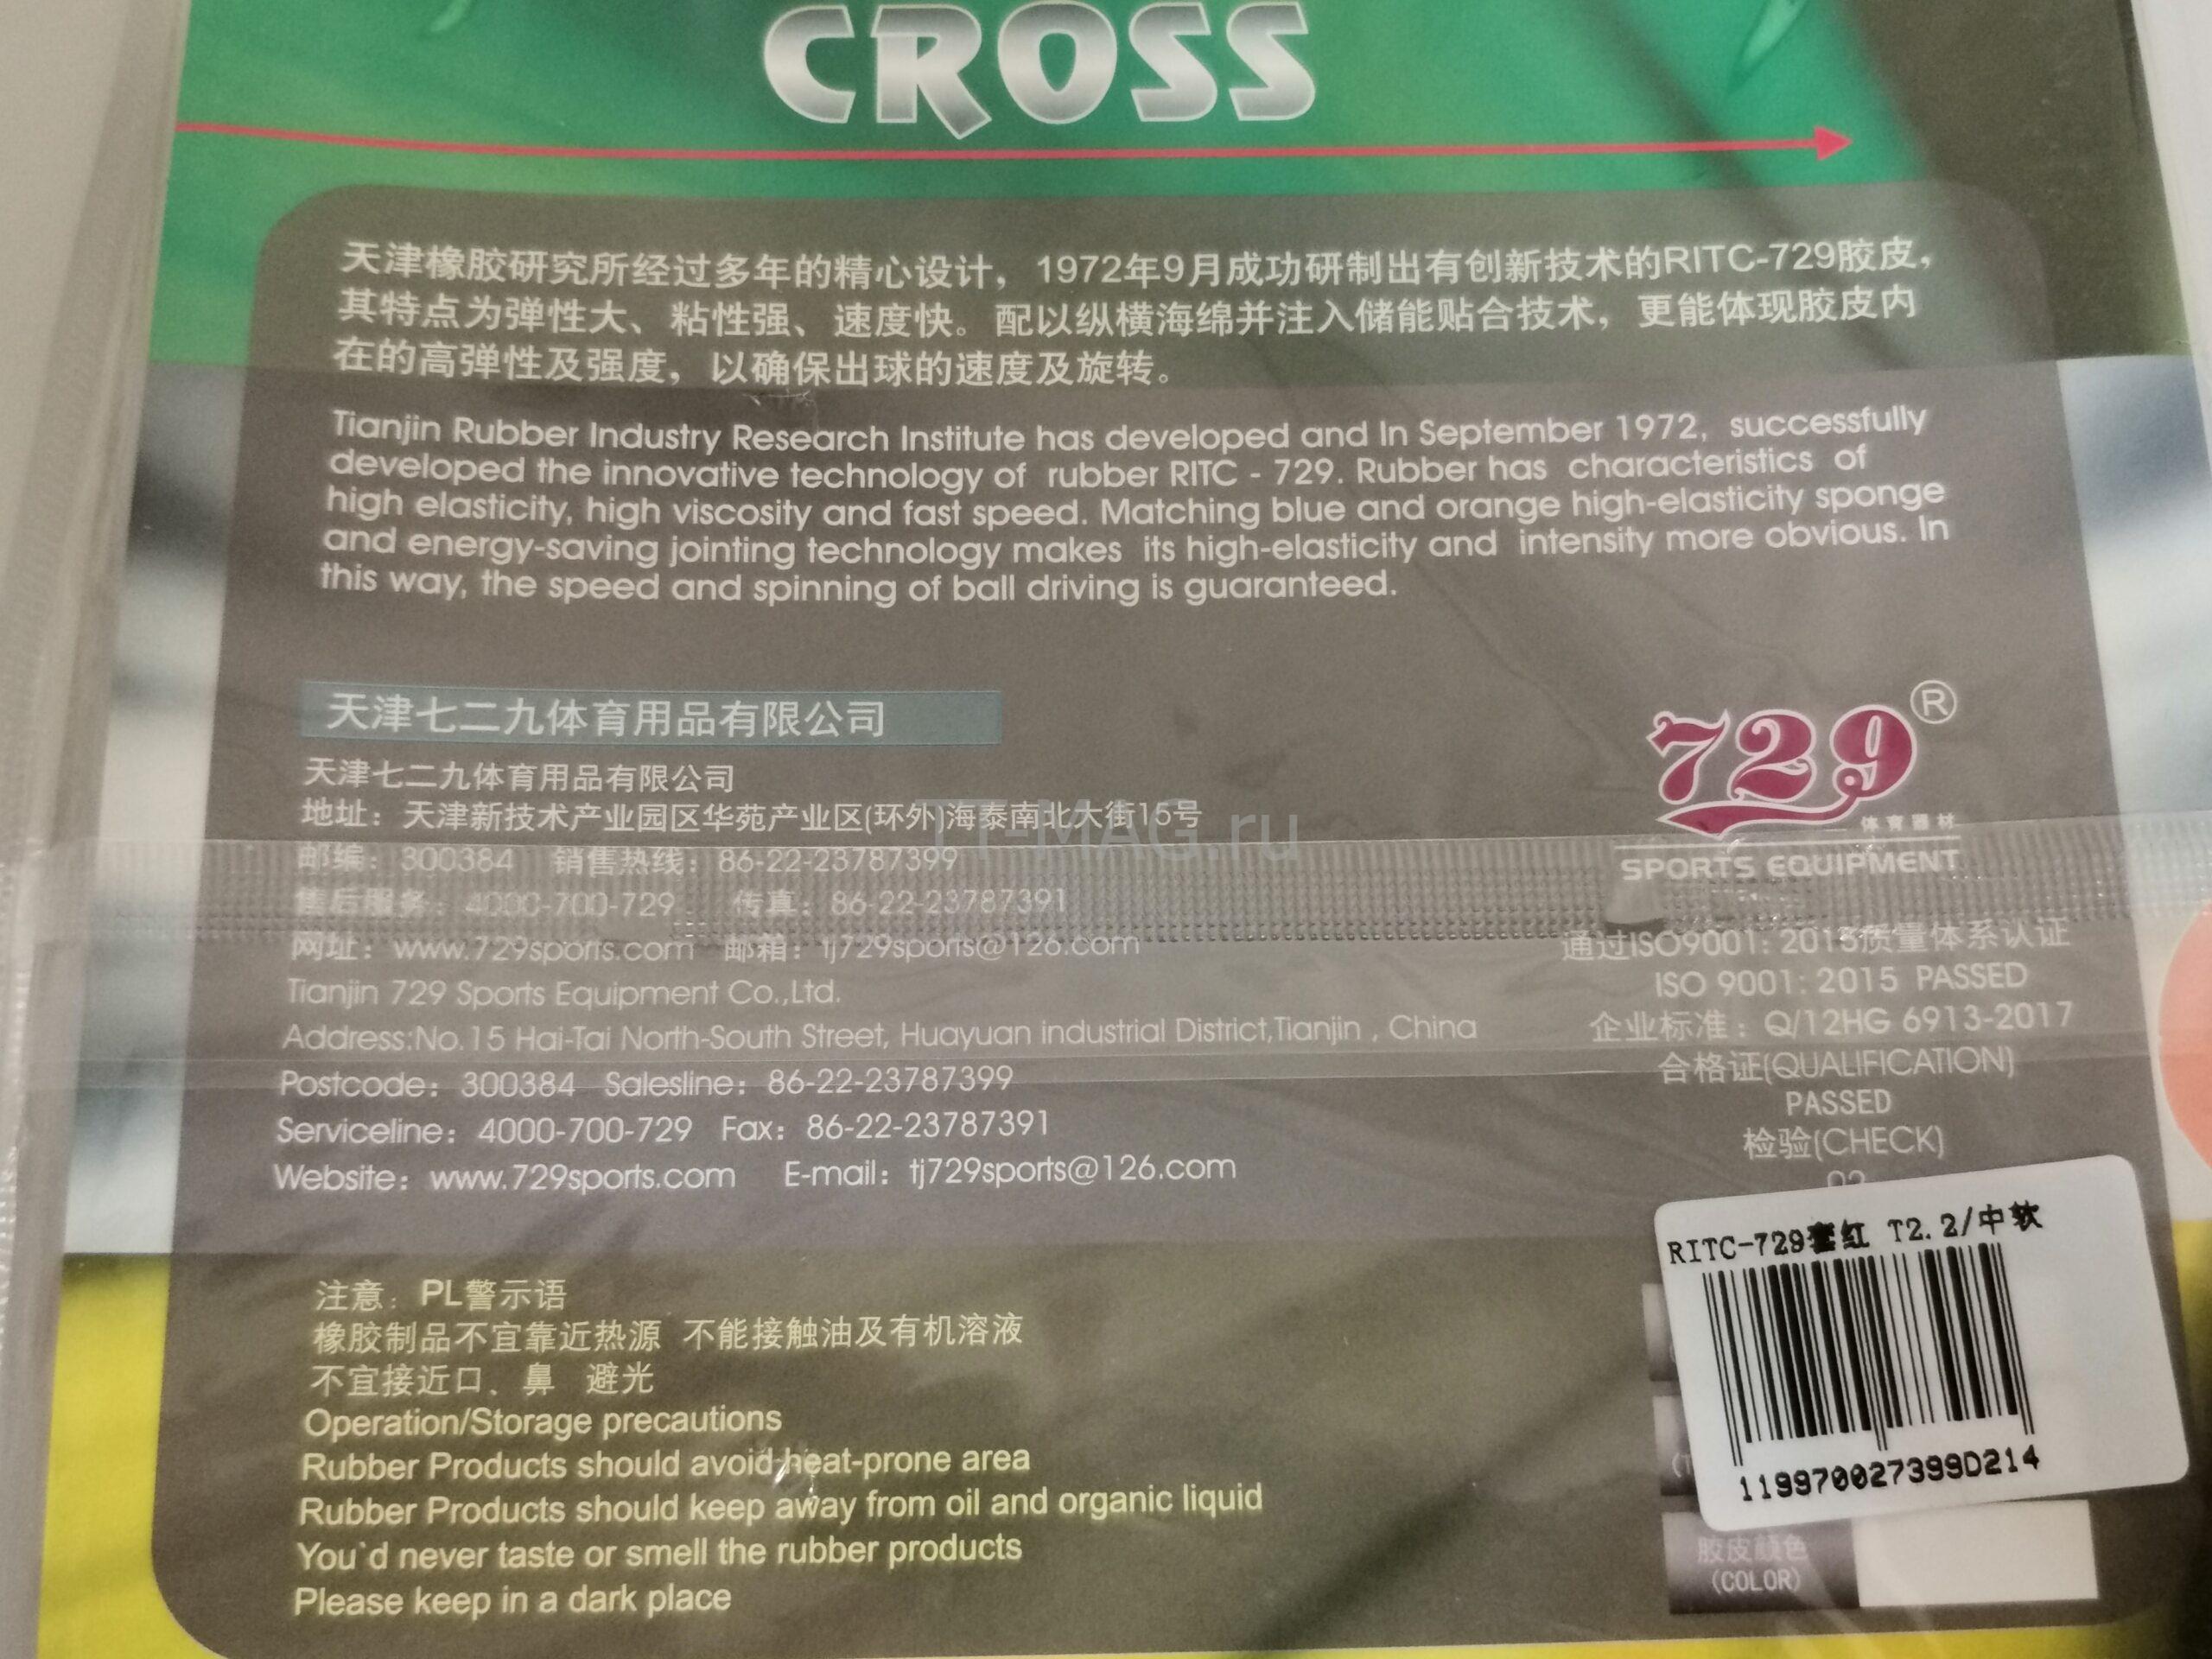 CROSS
天津橡胶研究所经过多年的精心设计，1972年9月成功研制出有创新技术的RITC-729胶皮，
其特点为弹性大、粘性强、速度快。配以纵横海绵并注入储能贴合技术，更能体现胶皮内
在的高弹性及强度，以确保出球的速度及旋转。
Tianjin Rubber Industry Research Institute has developed and In September 1972, successfully
developed the innovative technology of rubber RITC - 729. Rubber has characteristics of
high elasticity, high viscosity and fast speed. Matching blue and orange high-elasticity sponge
and energy-saving jointing technology makes its high-elasticity and intensity more obvious. In
this way, the speed and spinning of ball driving is guaranteed.
天津七二九体育用品有限公司
天津七二九体育用品有限公司
地址：天津新技术产业园区华苑产业区(环外)海泰南北大街15号
邮编：300384 销售热线：86-22-23787399
售后服务：4000-700-729 传真：86-22-23787391
网址：www.729sports.com 邮箱：tj729sports@126.com
Tianjin 729 Sports Equipment Co.,Ltd.
Address:No.15 Hai-Tai North-South Street, Huayuan industrial District,Tianjin , China
Postcode：300384 Salesline：86-22-23787399
Serviceline：4000-700-729 Fax：86-22-23787391
Website：www.729sports.com E-mail：tj729sports@126.com
TT-MAG.ru
729®
体育器材
SPORTS EQUIPMENT
通过ISO9001: 2015质量体系认证
ISO 9001: 2015 PASSED
企业标准：Q/12HG 6913-2017
合格证(QUALIFICATION)
PASSED
检验(CHECK)
RITC-729套红 T2.2/中软
119970027399D214
胶皮颜色
(COLOR)
注意：PL警示语
橡胶制品不宜靠近热源 不能接触油及有机溶液
不宜接近口、鼻 避光
Operation/Storage precautions
Rubber Products should avoid heat-prone area
Rubber Products should keep away from oil and organic liquid
You`d never taste or smell the rubber products
Please keep in a dark place